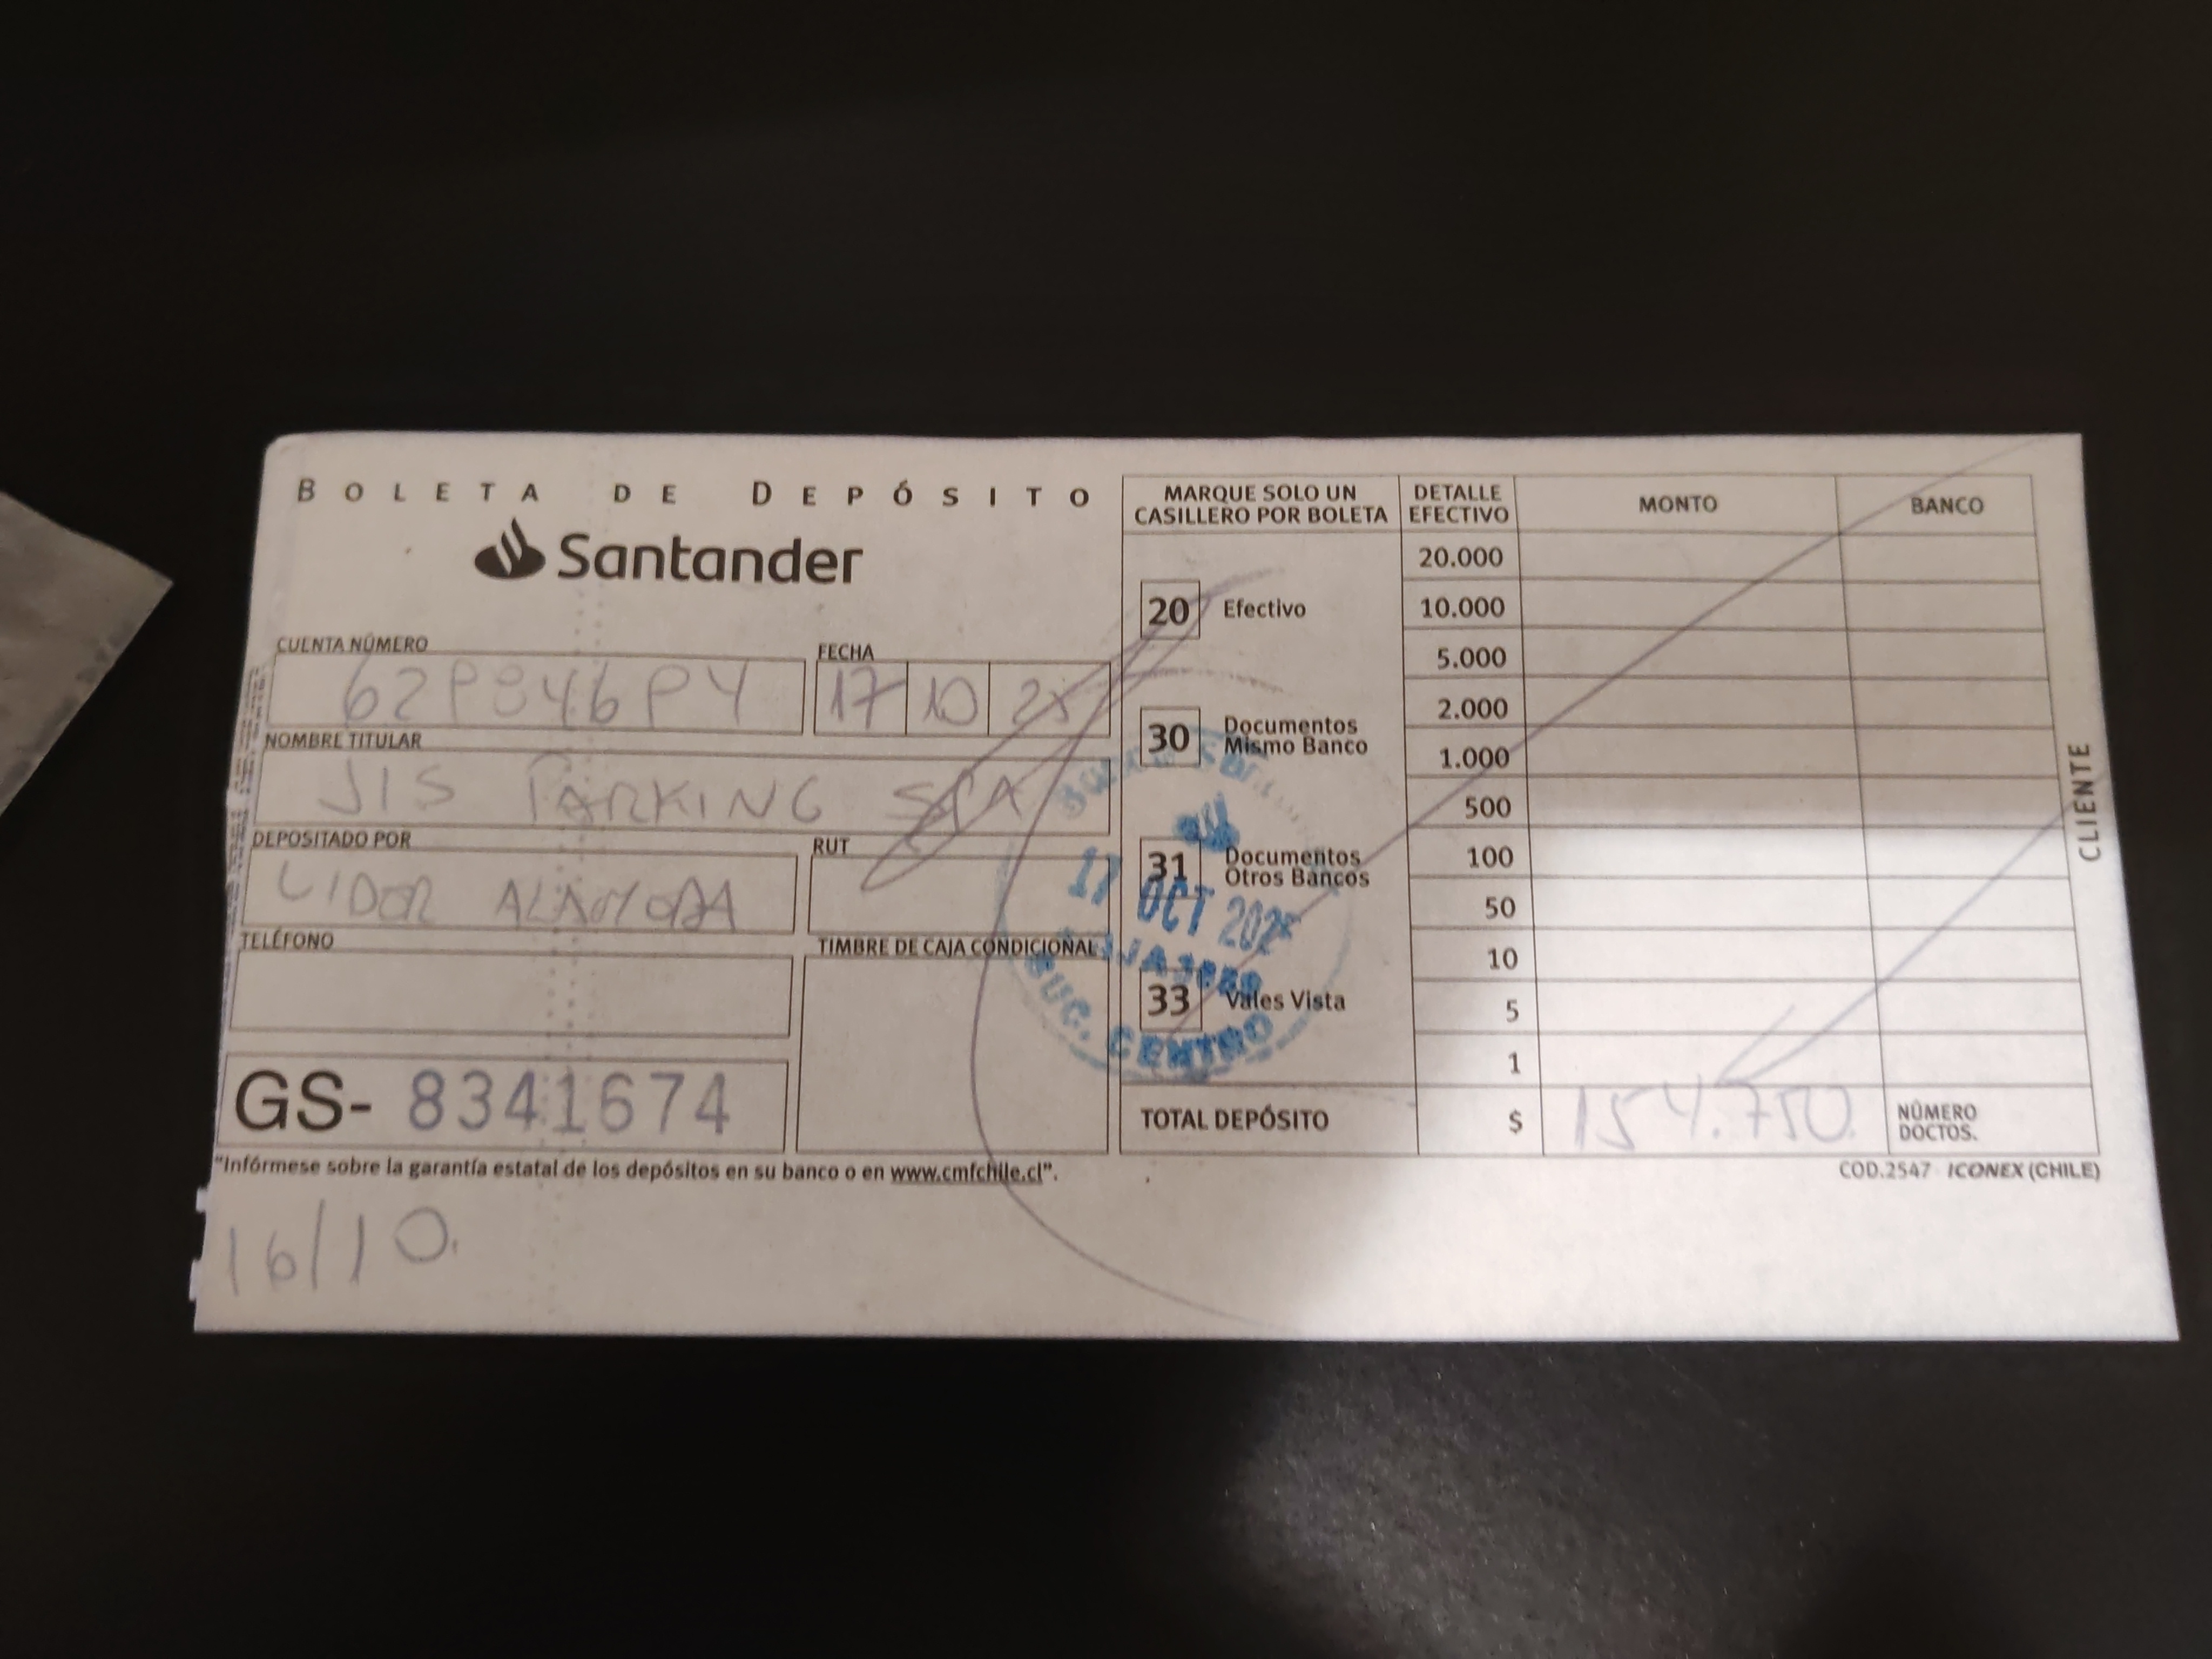 BOLETA DE DEPÓSITO
Santander
CUENTA NÚMERO
62P846P4
FECHA
17 10 25
NOMBRE TITULAR
JIS PARKING SPA
DEPOSITADO POR
LIDER ALAMEDA
RUT
TELÉFONO
TIMBRE DE CAJA CONDICIONAL
GS- 8341674
"Infórmese sobre la garantía estatal de los depósitos en su banco o en www.cmfchile.cl".
16/10.
MARQUE SOLO UN
CASILLERO POR BOLETA
20 Efectivo
30 Documentos
Mismo Banco
31 Documentos
Otros Bancos
33 Vales Vista
17 OCT 2025
SUC. CENTRO
DETALLE
EFECTIVO
MONTO
BANCO
20.000
10.000
5.000
2.000
1.000
500
100
50
10
5
1
TOTAL DEPÓSITO $ 154.750.
NÚMERO
DOCTOS.
COD.2547 ICONEX (CHILE)
CLIENTE